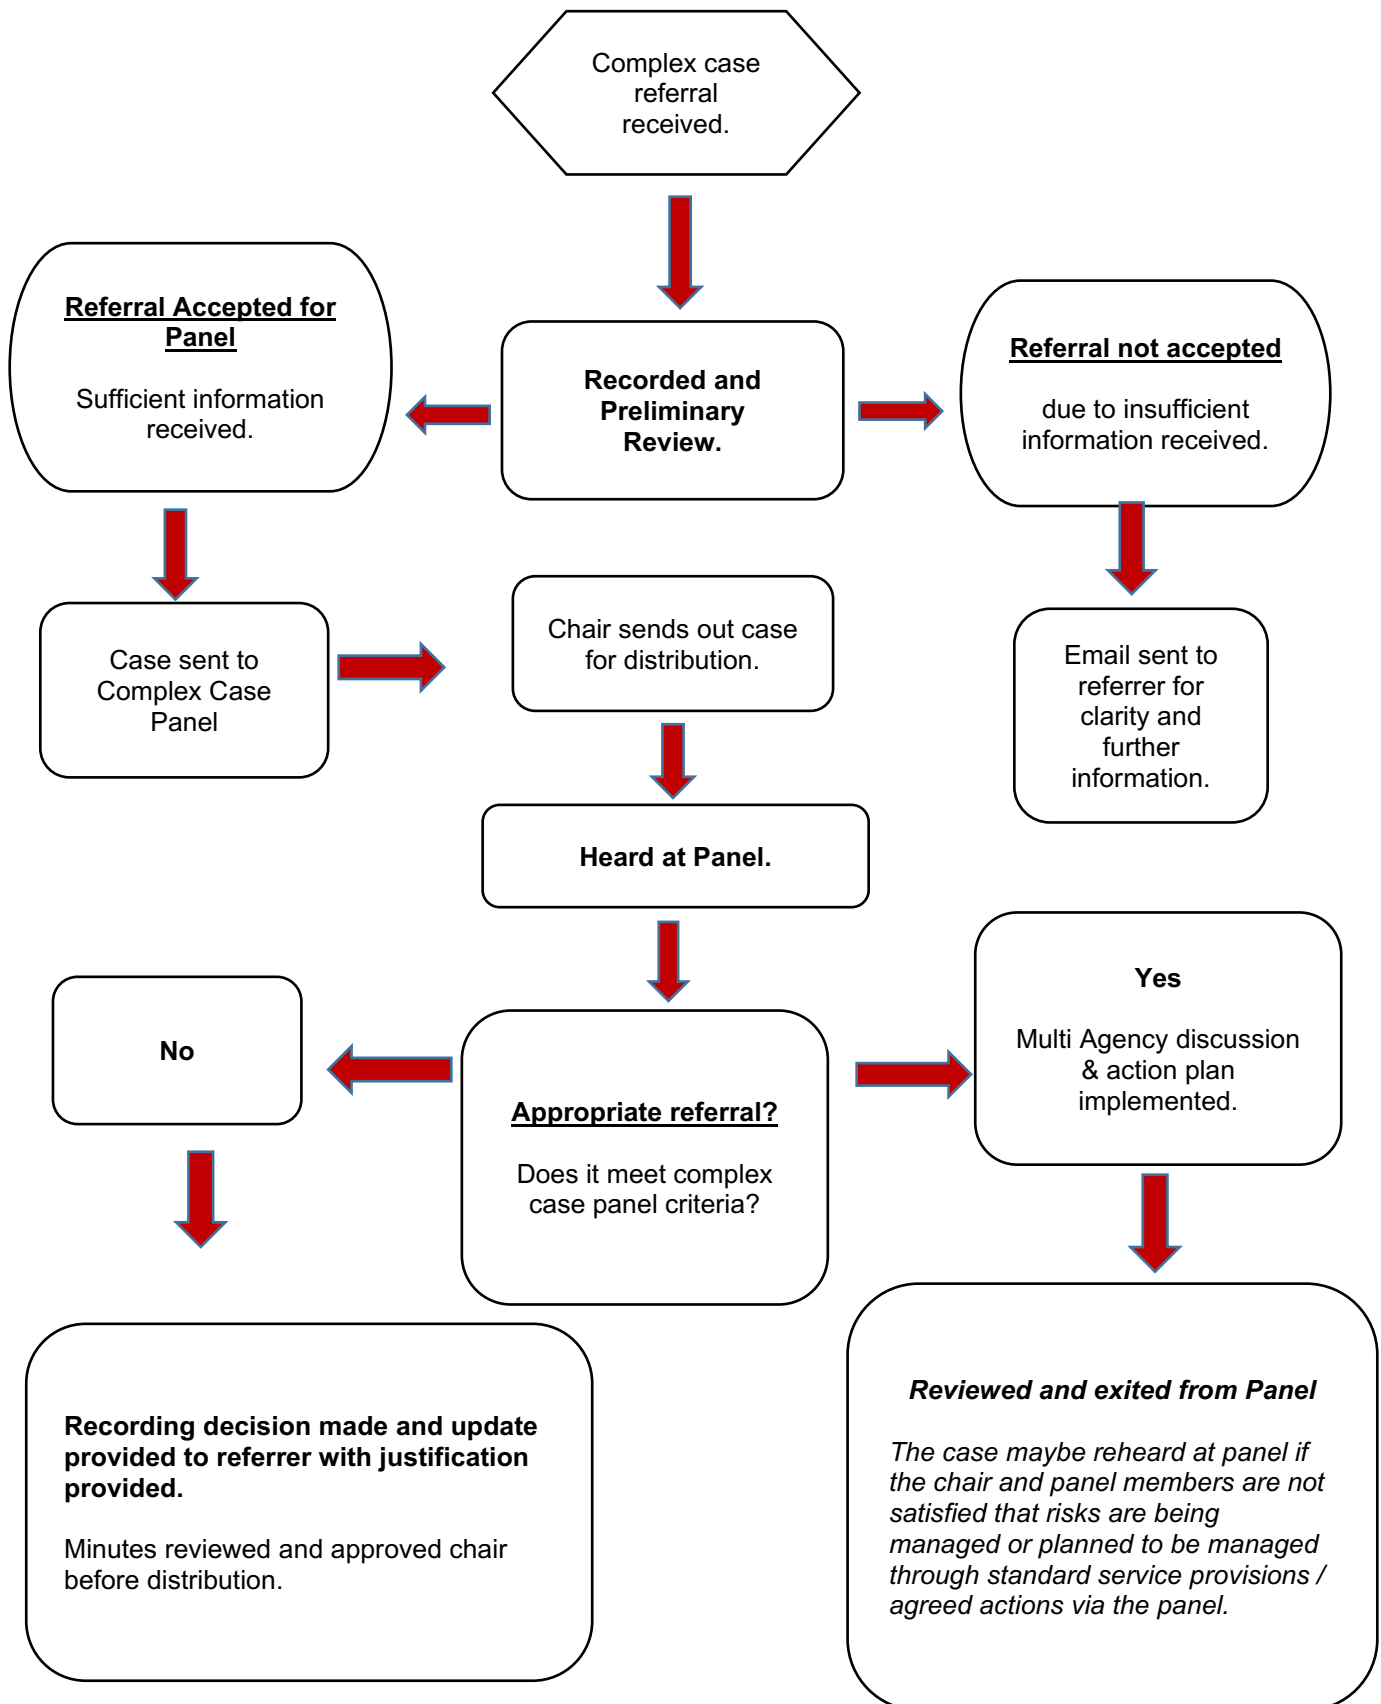 Complex case
referral
received.
Referral Accepted for
Panel
Sufficient information
received.
Recorded and
Preliminary
Review.
Referral not accepted
due to insufficient
information received.
Case sent to
Complex Case
Panel
Chair sends out case
for distribution.
Email sent to
referrer for
clarity and
further
information.
Heard at Panel.
No
Appropriate referral?
Does it meet complex
case panel criteria?
Yes
Multi Agency discussion
& action plan
implemented.
Recording decision made and update
provided to referrer with justification
provided.
Minutes reviewed and approved chair
before distribution.
Reviewed and exited from Panel
The case maybe reheard at panel if
the chair and panel members are not
satisfied that risks are being
managed or planned to be managed
through standard service provisions /
agreed actions via the panel.